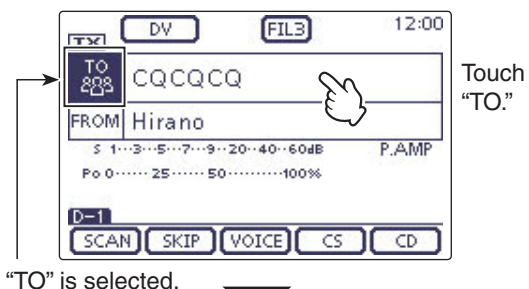 DV FIL3 12:00
TX
TO CQCQCQ
FROM Hirano
S 1···3···5···7···9··20··40··60dB P.AMP
Po 0······25······50··········100%
D-1
SCAN SKIP VOICE CS CD
Touch
“TO.”
“TO” is selected.